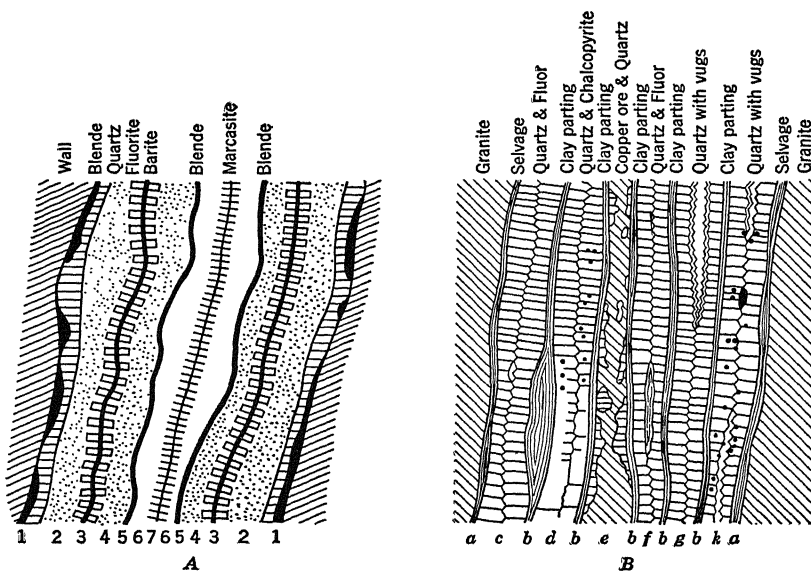 Wall
Blende
Quartz
Fluorite
Barite
Blende
Marcasite
Blende
1 2 3 4 5 6 7 6 5 4 3 2 1
A
Granite
Selvage
Quartz & Fluor
Clay parting
Quartz & Chalcopyrite
Clay parting
Copper ore & Quartz
Clay parting
Quartz & Fluor
Clay parting
Quartz with vugs
Clay parting
Quartz with vugs
Selvage
Granite
a c b d b e b f b g b k a
B